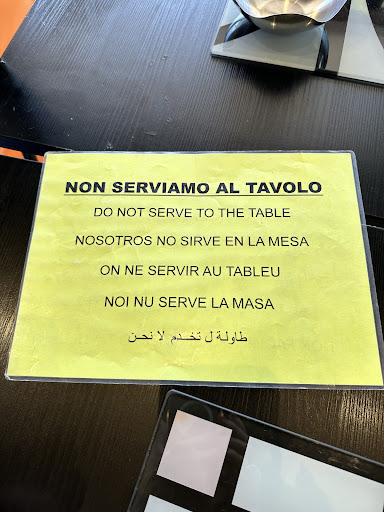 NON SERVIAMO AL TAVOLO
DO NOT SERVE TO THE TABLE
NOSOTROS NO SIRVE EN LA MESA
ON NE SERVIR AU TABLEU
NOI NU SERVE LA MASA
طاولة ل تخدم لا نحن